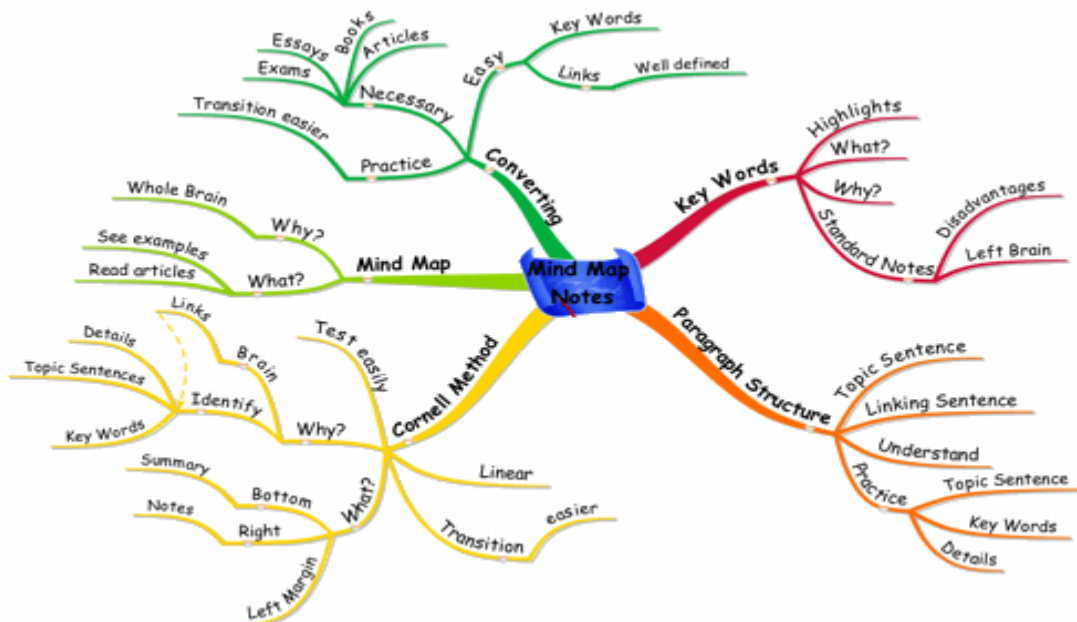 Mind Map
Notes
Converting
Easy
Key Words
Links
Well defined
Necessary
Books
Articles
Essays
Exams
Practice
Transition easier
Key Words
Highlights
What?
Why?
Standard Notes
Disadvantages
Left Brain
Paragraph Structure
Topic Sentence
Linking Sentence
Understand
Practice
Topic Sentence
Key Words
Details
Mind Map
Why?
Whole Brain
What?
See examples
Read articles
Cornell Method
Test easily
Why?
Brain
Links
Identify
Details
Topic Sentences
Key Words
What?
Bottom
Summary
Right
Notes
Left Margin
Linear
Transition
easier